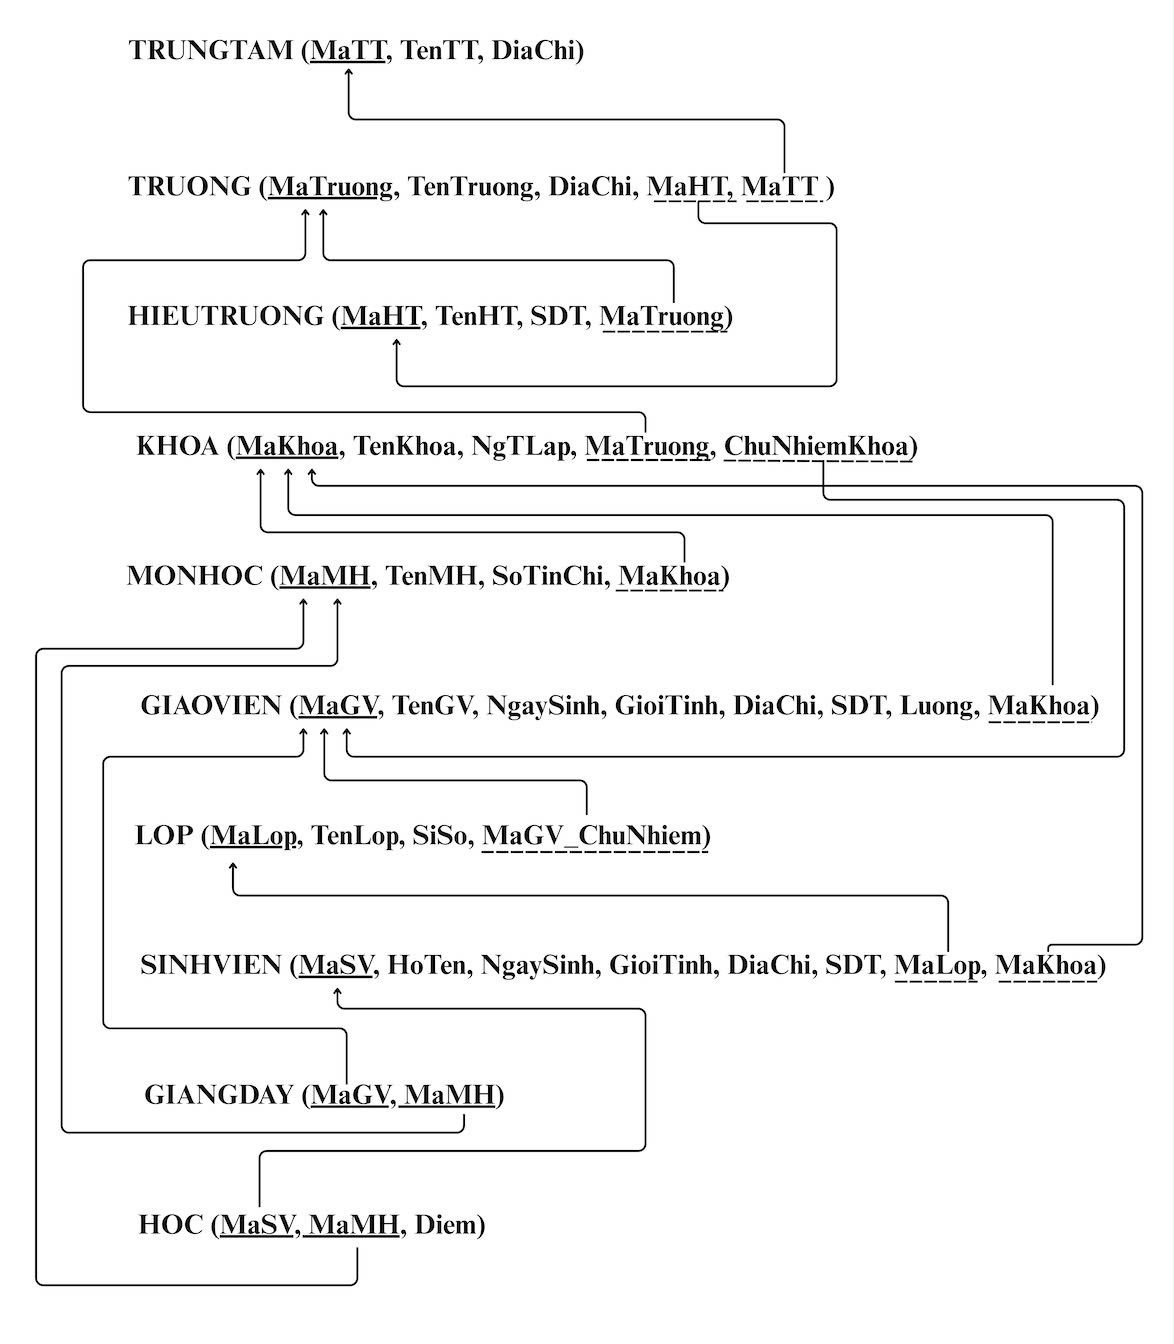 TRUNGTAM (MaTT, TenTT, DiaChi)
TRUONG (MaTruong, TenTruong, DiaChi, MaHT, MaTT )
HIEUTRUONG (MaHT, TenHT, SDT, MaTruong)
KHOA (MaKhoa, TenKhoa, NgTLap, MaTruong, ChuNhiemKhoa)
MONHOC (MaMH, TenMH, SoTinChi, MaKhoa)
GIAOVIEN (MaGV, TenGV, NgaySinh, GioiTinh, DiaChi, SDT, Luong, MaKhoa)
LOP (MaLop, TenLop, SiSo, MaGV_ChuNhiem)
SINHVIEN (MaSV, HoTen, NgaySinh, GioiTinh, DiaChi, SDT, MaLop, MaKhoa)
GIANGDAY (MaGV, MaMH)
HOC (MaSV, MaMH, Diem)